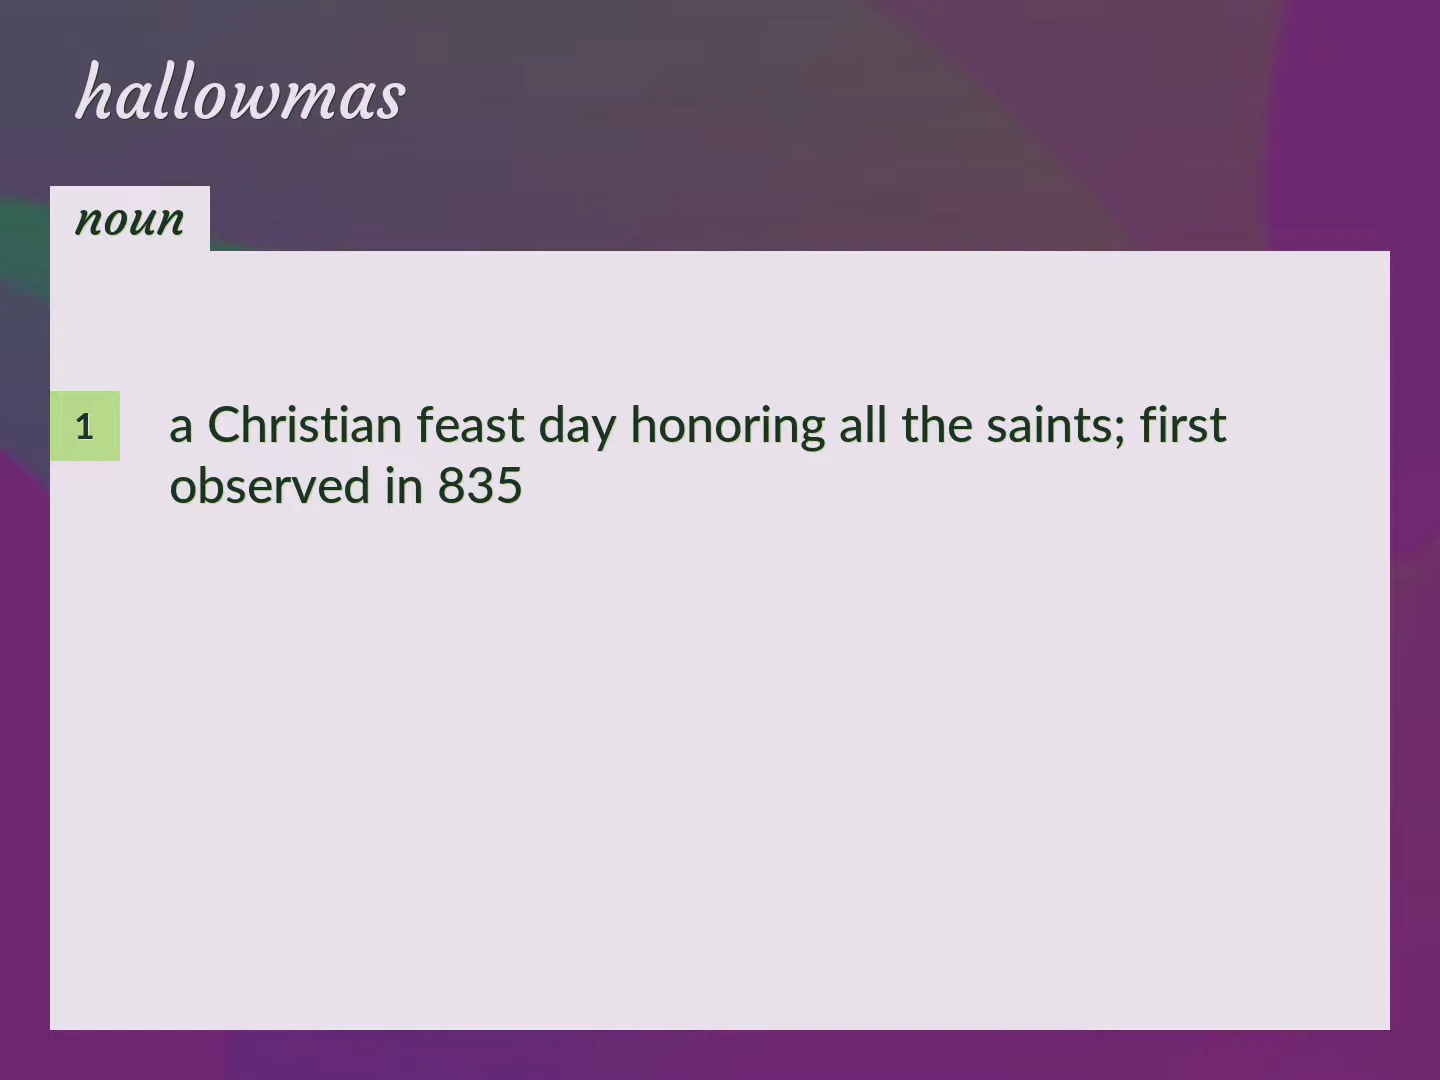 hallowmas
noun
1
a Christian feast day honoring all the saints; first
observed in 835